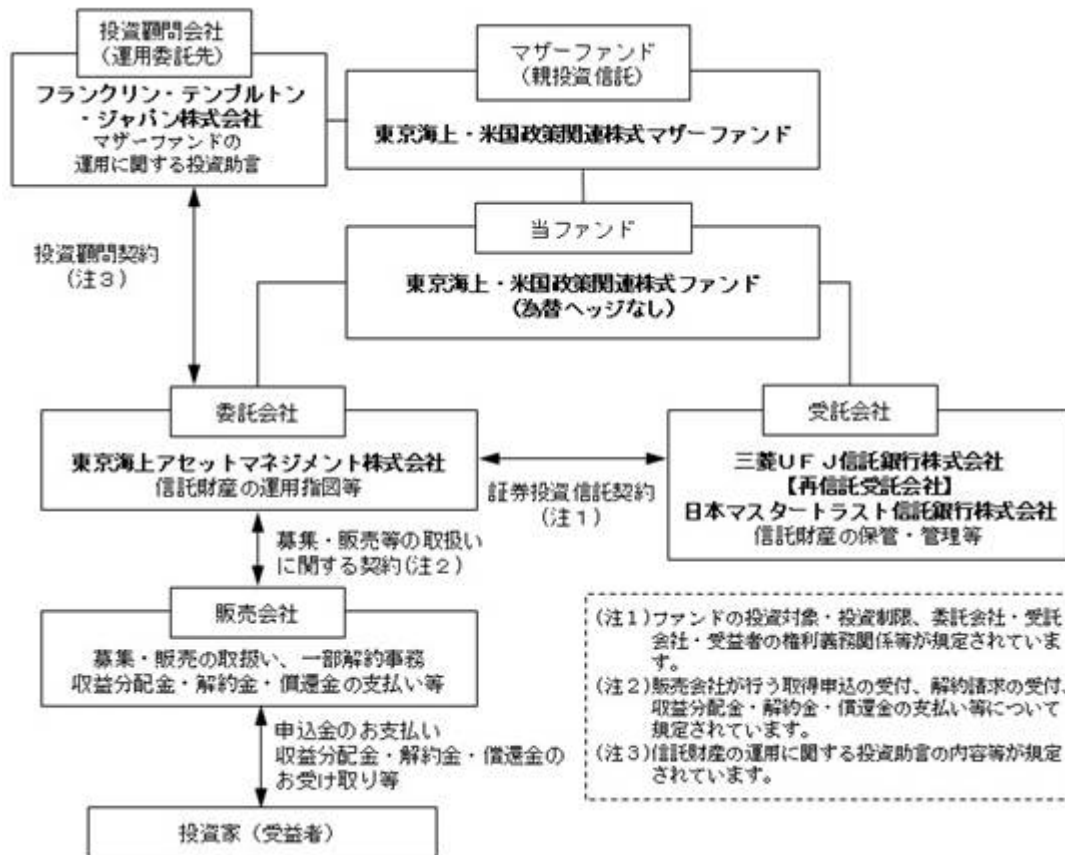 投資顧問会社
(運用委託先)
フランクリン・テンプルトン
・ジャパン株式会社
マザーファンドの
運用に関する投資助言
マザーファンド
(親投資信託)
東京海上・米国政策関連株式マザーファンド
当ファンド
東京海上・米国政策関連株式ファンド
(為替ヘッジなし)
投資顧問契約
(注3)
委託会社
東京海上アセットマネジメント株式会社
信託財産の運用指図等
証券投資信託契約
(注1)
受託会社
三菱UFJ信託銀行株式会社
【再信託受託会社】
日本マスタートラスト信託銀行株式会社
信託財産の保管・管理等
募集・販売等の取扱い
に関する契約(注2)
販売会社
募集・販売の取扱い、一部解約事務
収益分配金・解約金・償還金の支払い等
申込金のお支払い
収益分配金・解約金・償還金の
お受け取り等
投資家(受益者)
(注1)ファンドの投資対象・投資制限、委託会社・受託
会社・受益者の権利義務関係等が規定されていま
す。
(注2)販売会社が行う取得申込の受付、解約請求の受付、
収益分配金・解約金・償還金の支払い等について
規定されています。
(注3)信託財産の運用に関する投資助言の内容等が規定
されています。